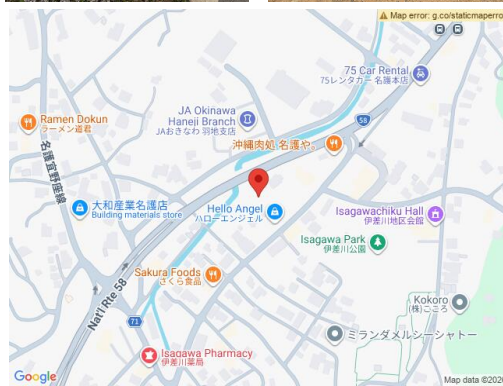 Map error: g.co/staticmaperro
75 Car Rental
75レンタカー 名護本店
JA Okinawa
Haneji Branch
JAおきなわ 羽地支店
58
Ramen Dokun
ラーメン道君
沖縄肉処 名護や。
名護宜野座線
大和産業名護店
Building materials store
Hello Angel
ハローエンジェル
Isagawachiku Hall
伊差川地区会館
Isagawa Park
伊差川公園
Sakura Foods
さくら食品
Nat'l Rte 58
Kokoro
(株)こころ
71
ミランダメルシーシャトー
Isagawa Pharmacy
伊差川薬局
Google
Map data ©202